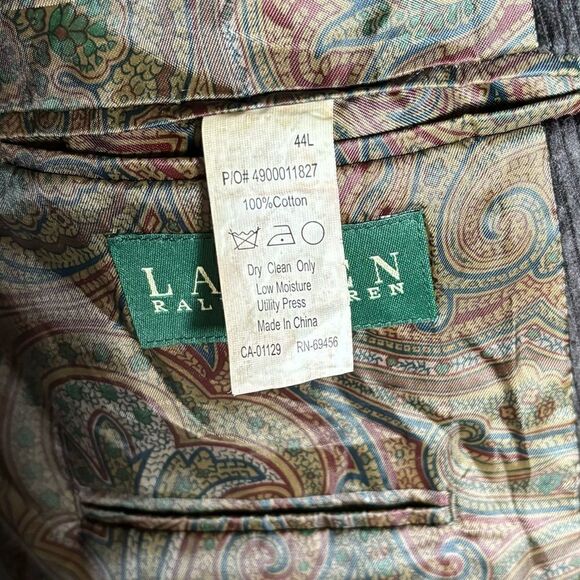 44L
P/O# 4900011827
100%Cotton
Dry Clean Only
Low Moisture
Utility Press
Made In China
CA-01129 RN-69456